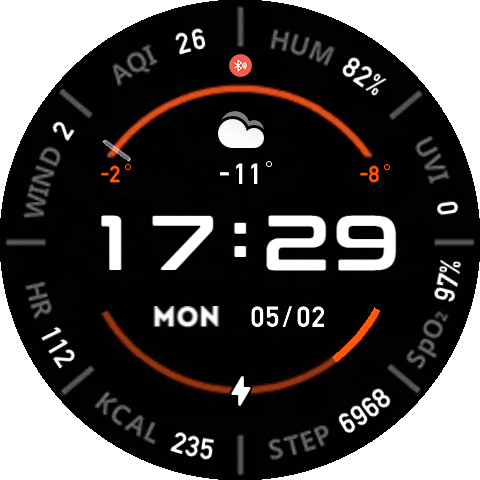 AQI 26
HUM 82%
WIND 2
UVI 0
-2° -11° -8°
17:29
MON 05/02
HR 112
SpO₂ 97%
KCAL 235
STEP 6968